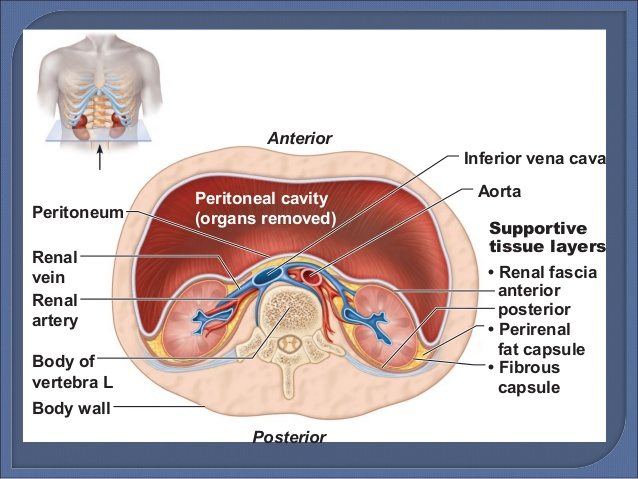 Anterior
Inferior vena cava
Aorta
Peritoneal cavity
(organs removed)
Peritoneum
Supportive
tissue layers
• Renal fascia
anterior
posterior
• Perirenal
fat capsule
• Fibrous
capsule
Renal
vein
Renal
artery
Body of
vertebra L
Body wall
Posterior